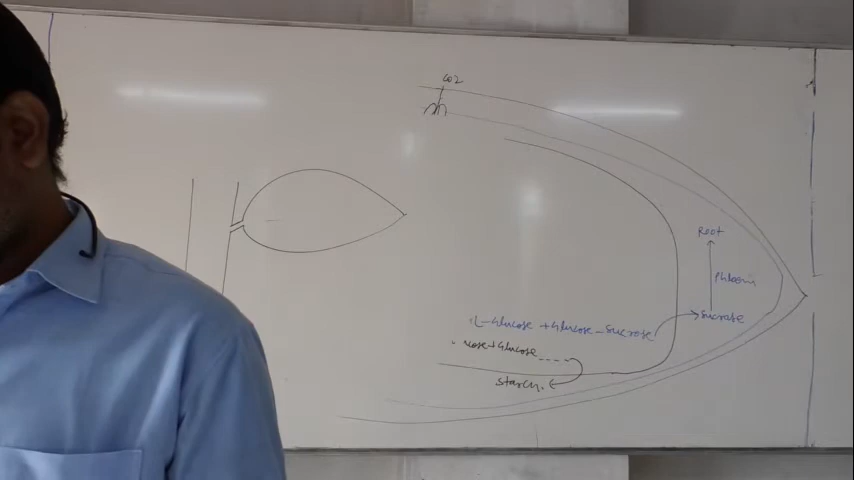 CO2
Root
Phloem
Glucose + Glucose - Sucrose
Sucrose
+ Glucose
Starch